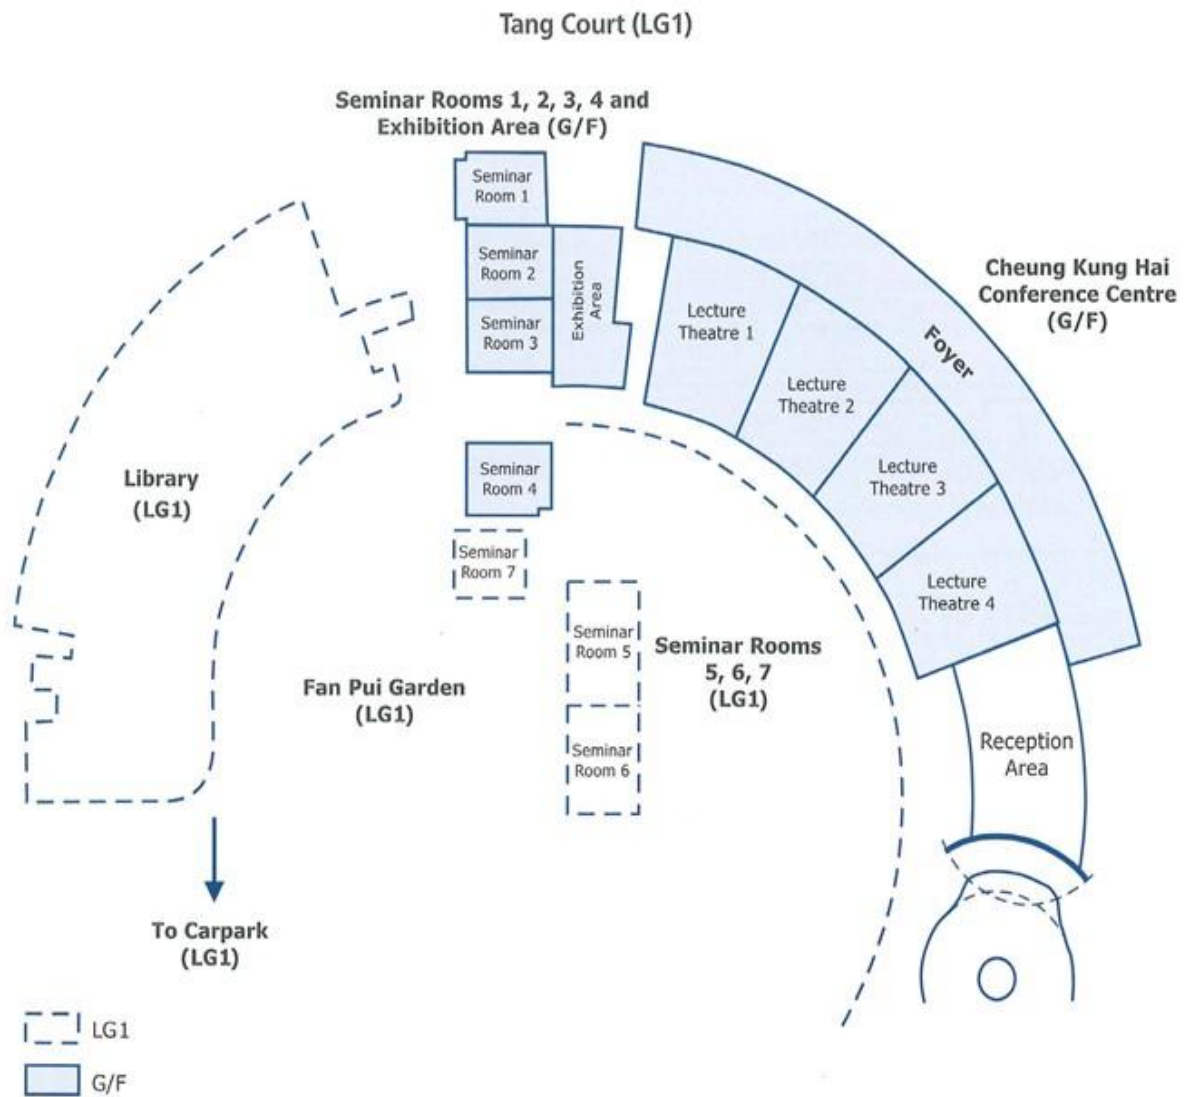 Tang Court (LG1)
Seminar Rooms 1, 2, 3, 4 and
Exhibition Area (G/F)
Seminar
Room 1
Seminar
Room 2
Seminar
Room 3
Exhibition
Area
Lecture
Theatre 1
Lecture
Theatre 2
Lecture
Theatre 3
Lecture
Theatre 4
Foyer
Cheung Kung Hai
Conference Centre
(G/F)
Library
(LG1)
Seminar
Room 4
Seminar
Room 7
Seminar
Room 5
Seminar
Room 6
Seminar Rooms
5, 6, 7
(LG1)
Fan Pui Garden
(LG1)
Reception
Area
To Carpark
(LG1)
LG1
G/F